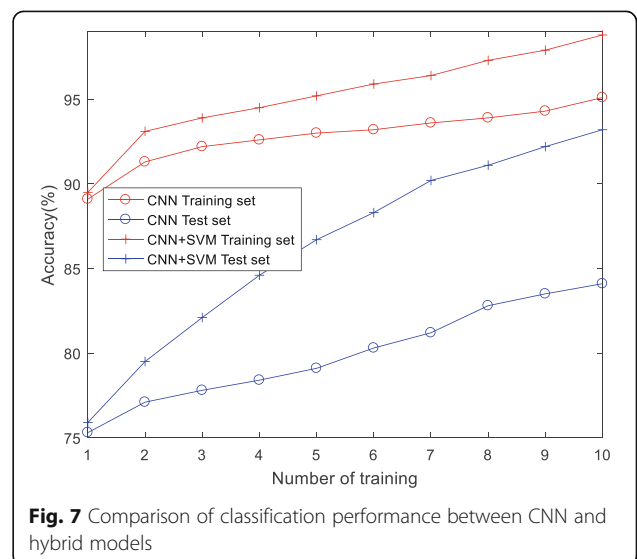 95
90
85
80
75
Accuracy(%)
CNN Training set
CNN Test set
CNN+SVM Training set
CNN+SVM Test set
1 2 3 4 5 6 7 8 9 10
Number of training
Fig. 7 Comparison of classification performance between CNN and
hybrid models